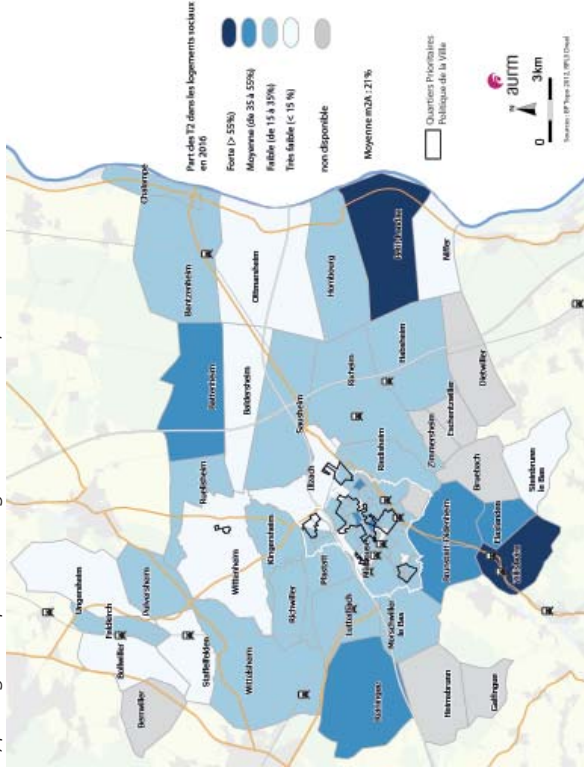 Part des T2 dans les logements sociaux
en 2016
Forte (> 55%)
Moyenne (de 35 à 55%)
Faible (de 15 à 35%)
Très faible (< 15 %)
non disponible
Moyenne m2A : 21%
Quartiers Prioritaires
Politique de la Ville
aurm
N
0 3km
Chalampé
Bantzenheim
Ottmarsheim
Hombourg
Petit-Landau
Niffer
Battenheim
Baldersheim
Sausheim
Rixheim
Habsheim
Dietwiller
Eschentzwiller
Zimmersheim
Riedisheim
Illzach
Ruelisheim
Wittenheim
Kingersheim
Pfastatt
Richwiller
Lutterbach
Morschwiller
le Bas
Bruebach
Steinbrunn
le Bas
Flaxlanden
Brunstatt-Didenheim
Zillisheim
Ungersheim
Feldkirch
Bollwiller
Pulversheim
Staffelfelden
Wittelsheim
Berrwiller
Reiningue
Heimsbrunn
Galfingue